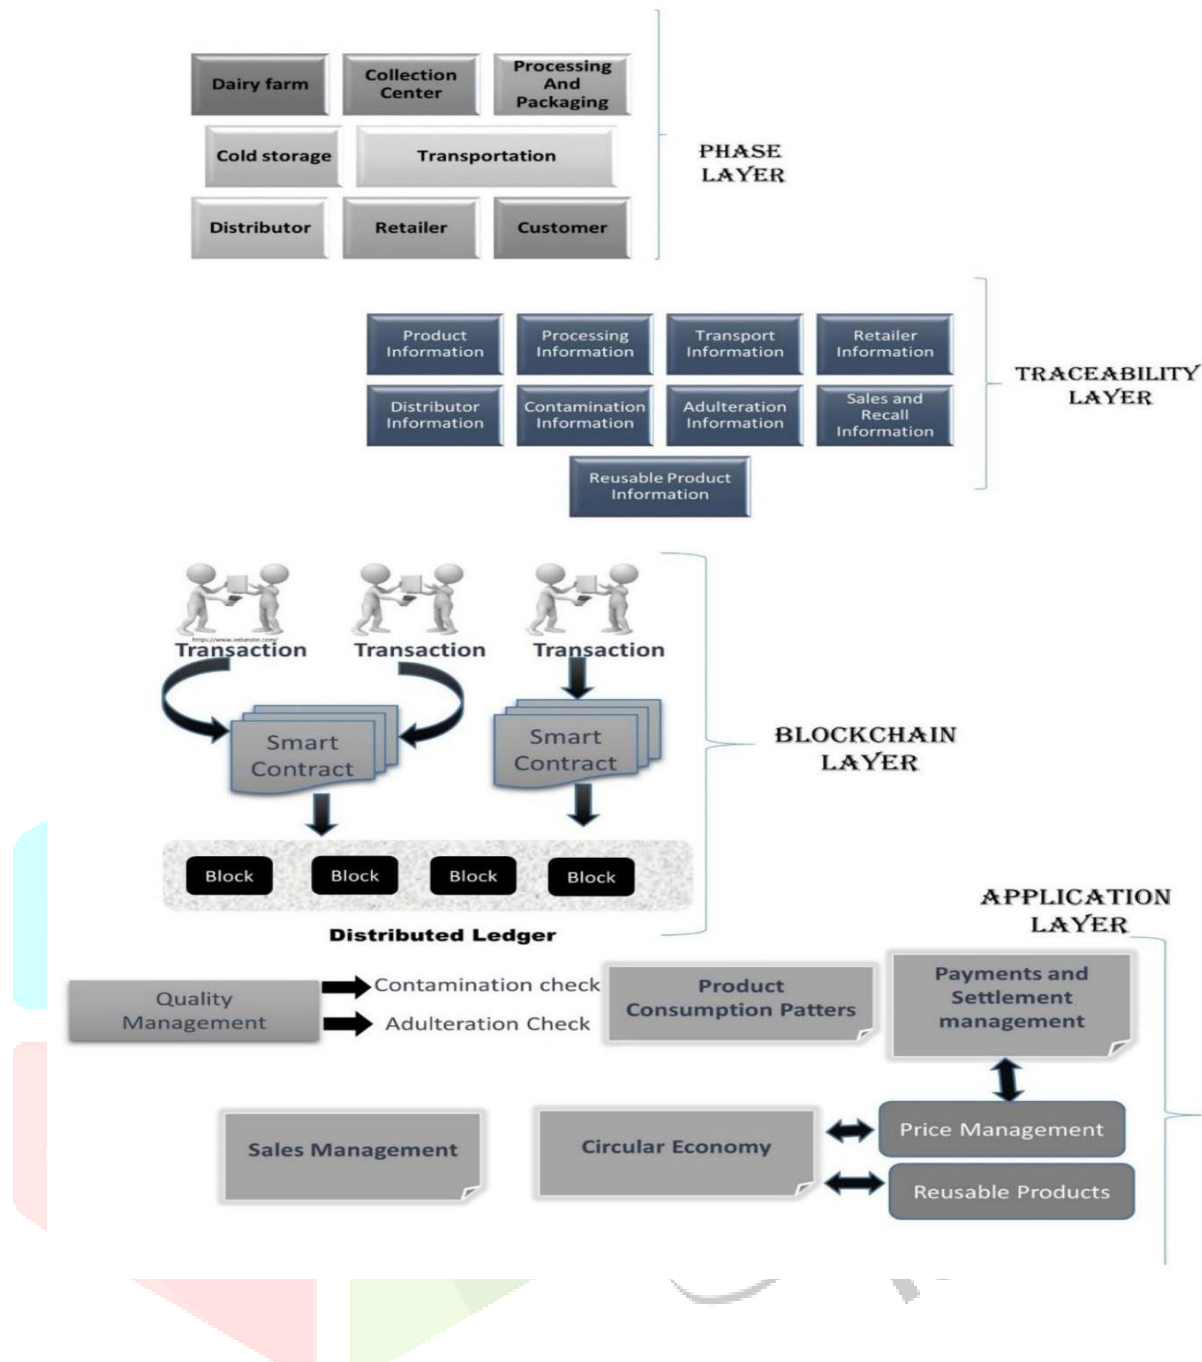 Dairy farm
Collection
Center
Processing
And
Packaging
Cold storage
Transportation
Distributor
Retailer
Customer
PHASE
LAYER
Product
Information
Processing
Information
Transport
Information
Retailer
Information
Distributor
Information
Contamination
Information
Adulteration
Information
Sales and
Recall
Information
Reusable Product
Information
TRACEABILITY
LAYER
Transaction
Transaction
Transaction
Smart
Contract
Smart
Contract
Block
Block
Block
Block
Distributed Ledger
BLOCKCHAIN
LAYER
APPLICATION
LAYER
Quality
Management
Contamination check
Adulteration Check
Product
Consumption Patters
Payments and
Settlement
management
Sales Management
Circular Economy
Price Management
Reusable Products